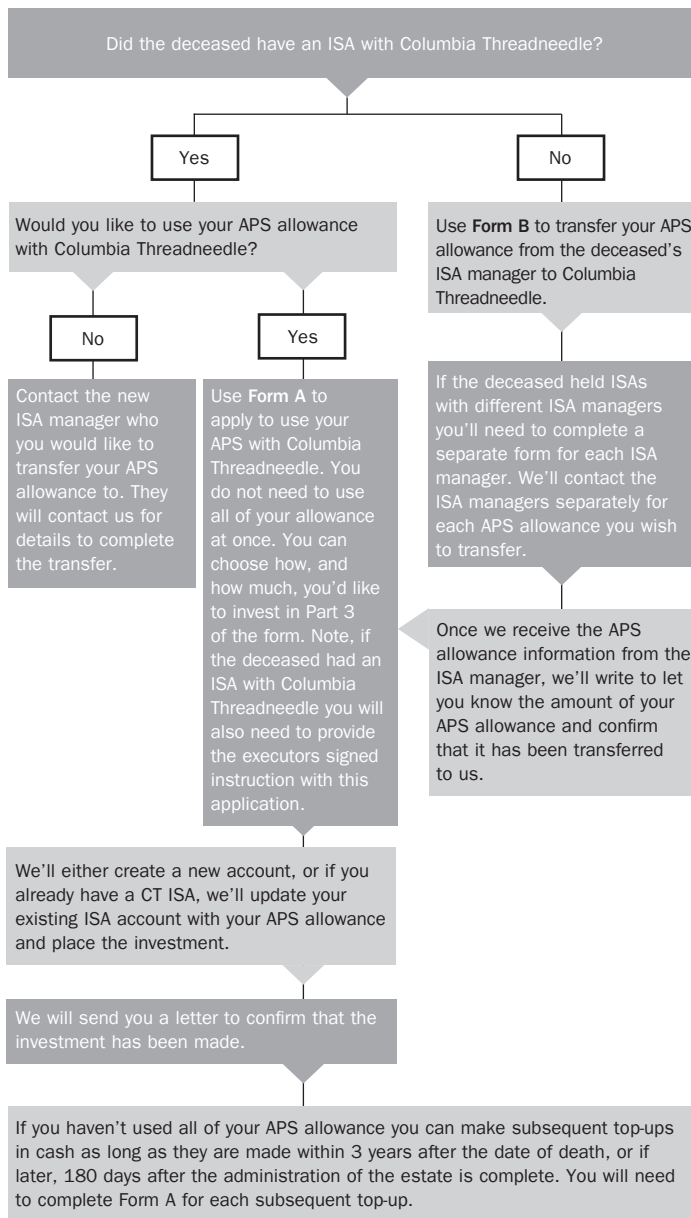 Did the deceased have an ISA with Columbia Threadneedle?
Yes
No
Would you like to use your APS allowance
with Columbia Threadneedle?
Use Form B to transfer your APS
allowance from the deceased's
ISA manager to Columbia
Threadneedle.
No
Yes
Contact the new
ISA manager who
you would like to
transfer your APS
allowance to. They
will contact us for
details to complete
the transfer.
Use Form A to
apply to use your
APS with Columbia
Threadneedle. You
do not need to use
all of your allowance
at once. You can
choose how, and
how much, you'd like
to invest in Part 3
of the form. Note, if
the deceased had an
ISA with Columbia
Threadneedle you will
also need to provide
the executors signed
instruction with this
application.
If the deceased held ISAs
with different ISA managers
you'll need to complete a
separate form for each ISA
manager. We'll contact the
ISA managers separately for
each APS allowance you wish
to transfer.
Once we receive the APS
allowance information from the
ISA manager, we'll write to let
you know the amount of your
APS allowance and confirm
that it has been transferred
to us.
We'll either create a new account, or if you
already have a CT ISA, we'll update your
existing ISA account with your APS allowance
and place the investment.
We will send you a letter to confirm that the
investment has been made.
If you haven't used all of your APS allowance you can make subsequent top-ups
in cash as long as they are made within 3 years after the date of death, or if
later, 180 days after the administration of the estate is complete. You will need
to complete Form A for each subsequent top-up.